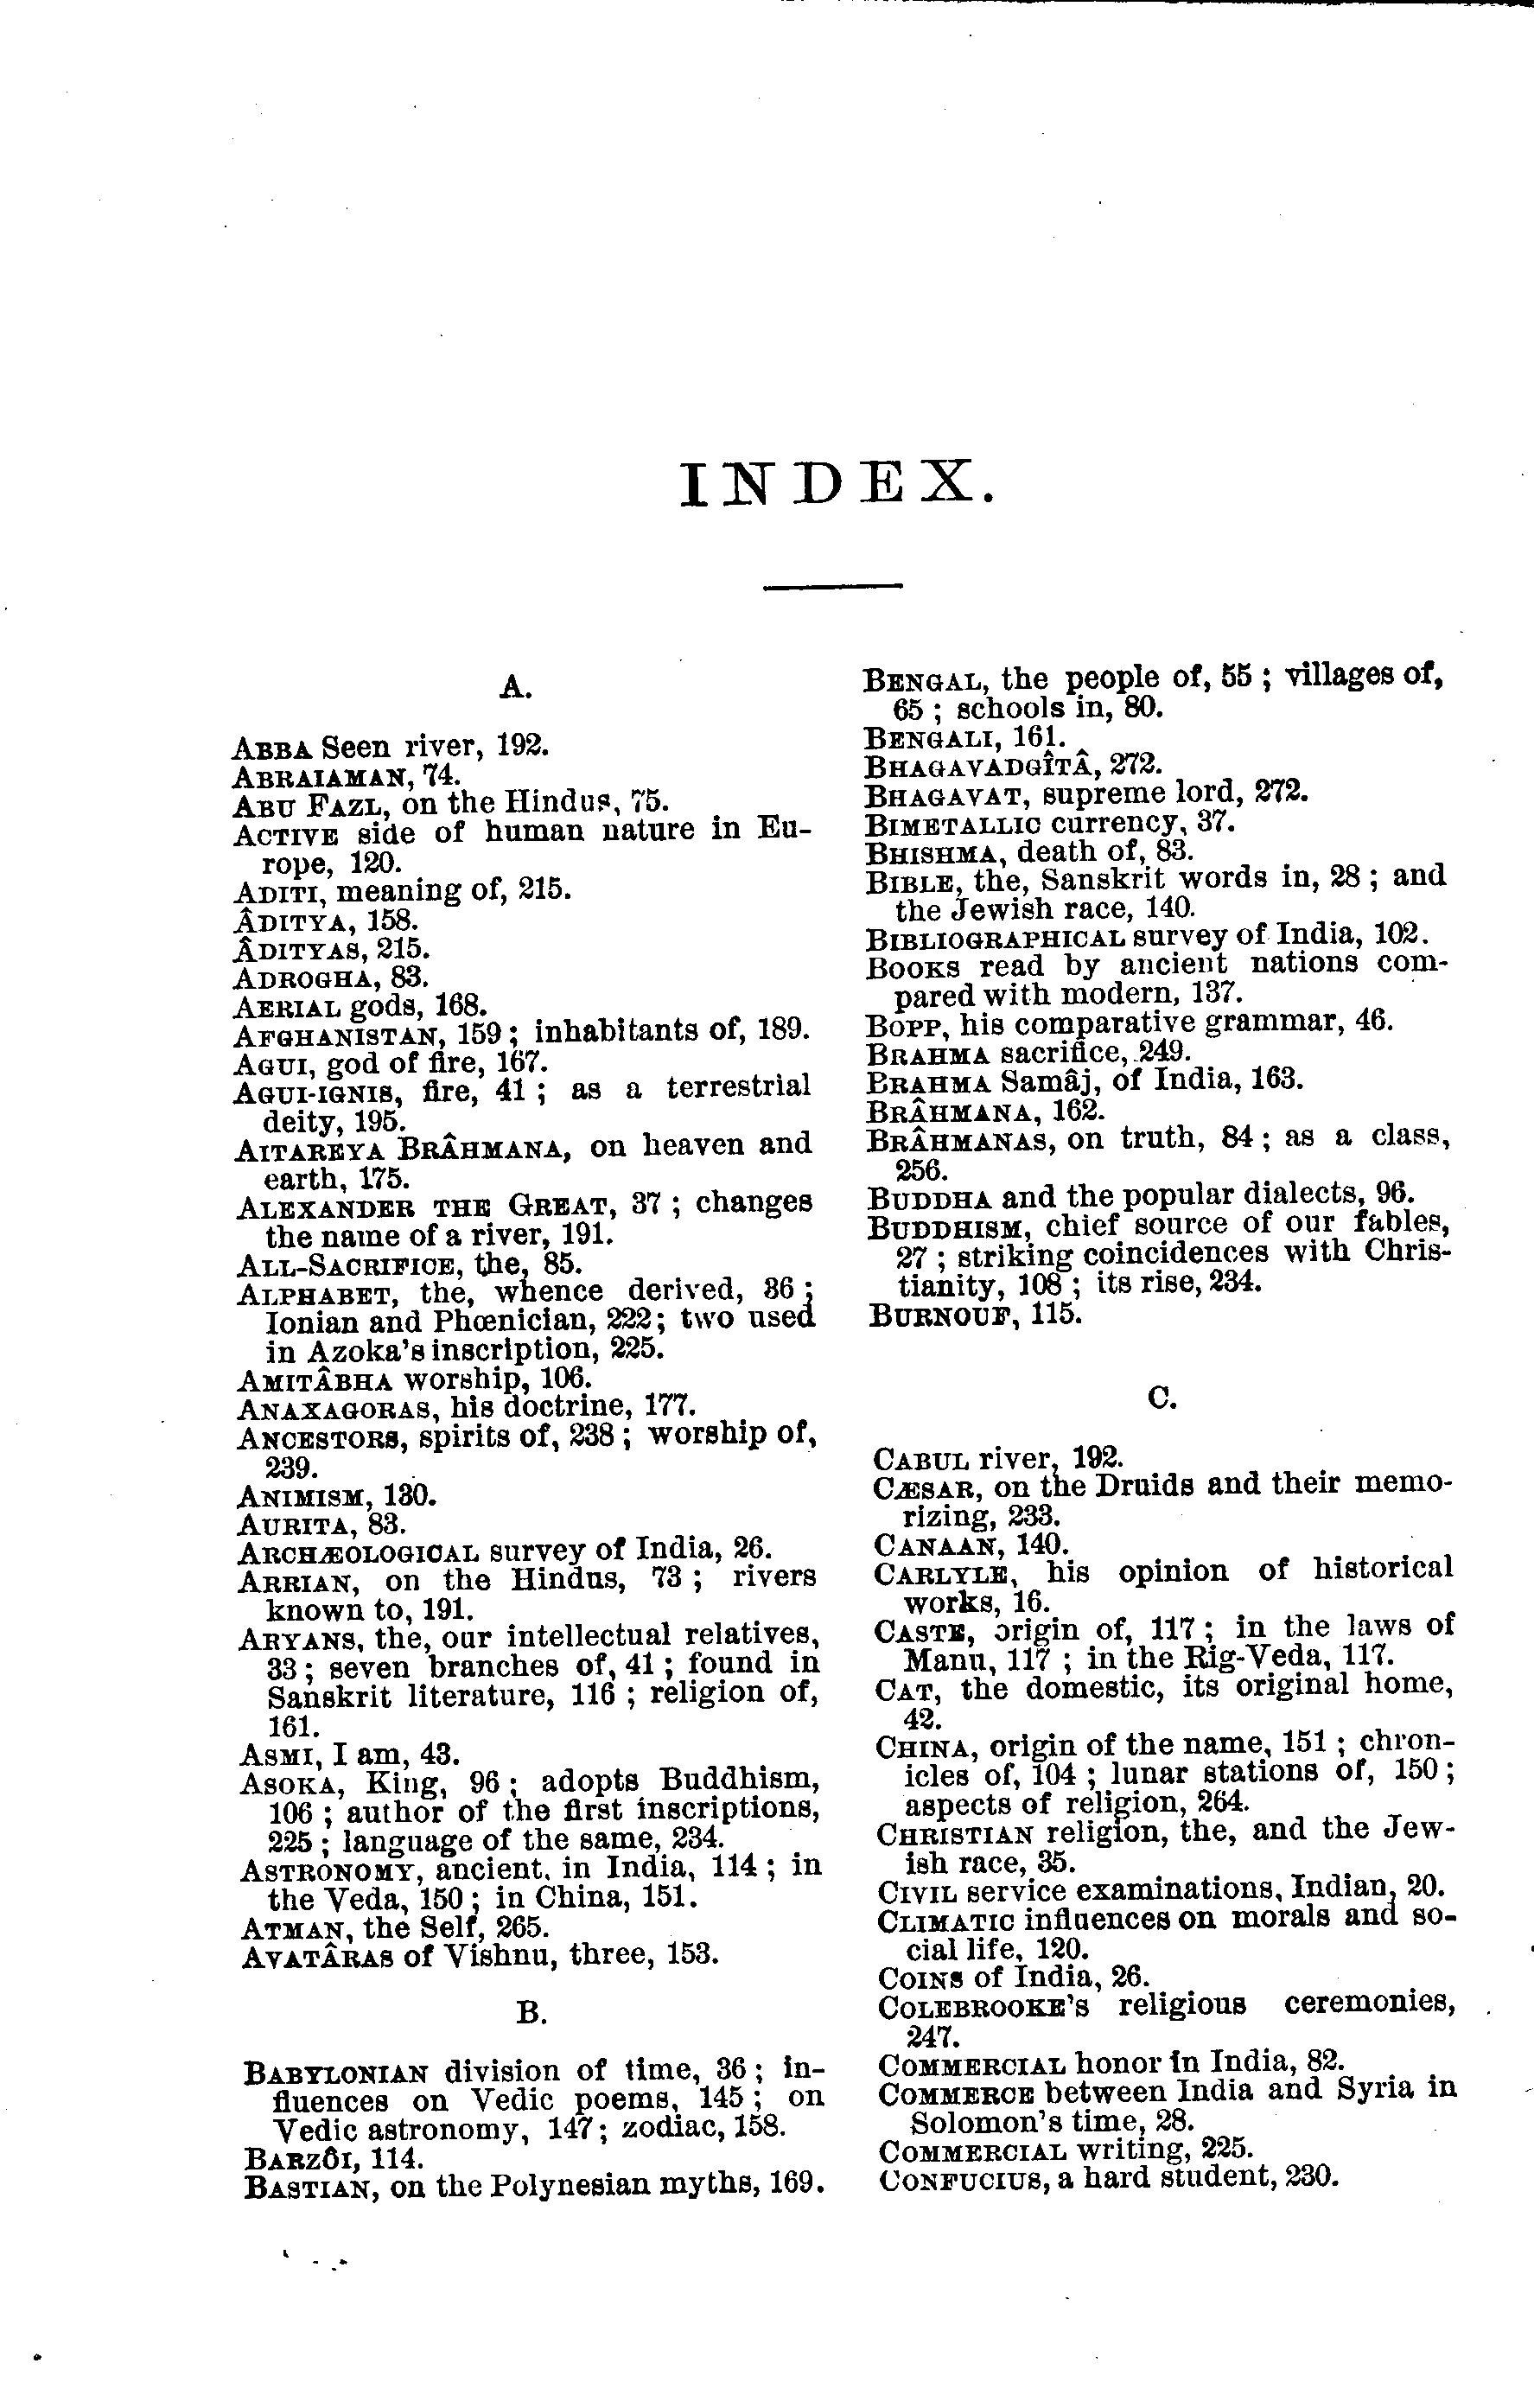 INDEX.
A.
ABBA Seen river, 192.
ABRAIAMAN, 74.
ABU FAZL, on the Hindus, 75.
ACTIVE side of human nature in Eu-
rope, 120.
ADITI, meaning of, 215.
ÂDITYA, 158.
ÂDITYAS, 215.
ADROGHA, 83.
AERIAL gods, 168.
AFGHANISTAN, 159; inhabitants of, 189.
AGUI, god of fire, 167.
AGUI-IGNIS, fire, 41; as a terrestrial
deity, 195.
AITAREYA BRÂHMANA, on heaven and
earth, 175.
ALEXANDER THE GREAT, 37; changes
the name of a river, 191.
ALL-SACRIFICE, the, 85.
ALPHABET, the, whence derived, 36;
Ionian and Phœnician, 222; two used
in Azoka's inscription, 225.
AMITÂBHA worship, 106.
ANAXAGORAS, his doctrine, 177.
ANCESTORS, spirits of, 238; worship of,
239.
ANIMISM, 130.
AURITA, 83.
ARCHÆOLOGICAL survey of India, 26.
ARRIAN, on the Hindus, 73; rivers
known to, 191.
ARYANS, the, our intellectual relatives,
33; seven branches of, 41; found in
Sanskrit literature, 116; religion of,
161.
ASMI, I am, 43.
ASOKA, King, 96; adopts Buddhism,
106; author of the first inscriptions,
225; language of the same, 234.
ASTRONOMY, ancient, in India, 114; in
the Veda, 150; in China, 151.
ATMAN, the Self, 265.
AVATÂRAS of Vishnu, three, 153.
B.
BABYLONIAN division of time, 36; in-
fluences on Vedic poems, 145; on
Vedic astronomy, 147; zodiac, 158.
BARZÔI, 114.
BASTIAN, on the Polynesian myths, 169.
BENGAL, the people of, 55; villages of,
65; schools in, 80.
BENGALI, 161.
BHAGAVADGÎTÂ, 272.
BHAGAVAT, supreme lord, 272.
BIMETALLIC currency, 37.
BHISHMA, death of, 83.
BIBLE, the, Sanskrit words in, 28; and
the Jewish race, 140.
BIBLIOGRAPHICAL survey of India, 102.
BOOKS read by ancient nations com-
pared with modern, 137.
BOPP, his comparative grammar, 46.
BRAHMA sacrifice, 249.
BRAHMA Samâj, of India, 163.
BRÂHMANA, 162.
BRÂHMANAS, on truth, 84; as a class,
256.
BUDDHA and the popular dialects, 96.
BUDDHISM, chief source of our fables,
27; striking coincidences with Chris-
tianity, 108; its rise, 234.
BURNOUF, 115.
C.
CABUL river, 192.
CÆSAR, on the Druids and their memo-
rizing, 233.
CANAAN, 140.
CARLYLE, his opinion of historical
works, 16.
CASTE, origin of, 117; in the laws of
Manu, 117; in the Rig-Veda, 117.
CAT, the domestic, its original home,
42.
CHINA, origin of the name, 151; chron-
icles of, 104; lunar stations of, 150;
aspects of religion, 264.
CHRISTIAN religion, the, and the Jew-
ish race, 35.
CIVIL service examinations, Indian, 20.
CLIMATIC influences on morals and so-
cial life, 120.
COINS of India, 26.
COLEBROOKE'S religious ceremonies,
247.
COMMERCIAL honor in India, 82.
COMMERCE between India and Syria in
Solomon's time, 28.
COMMERCIAL writing, 225.
CONFUCIUS, a hard student, 230.